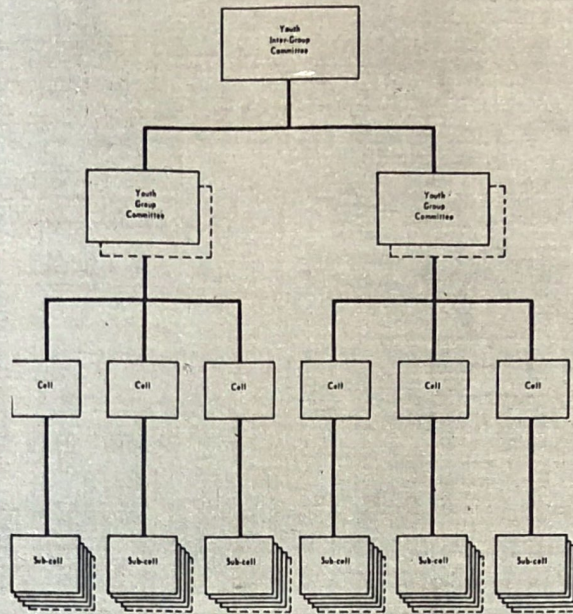 Youth
Inter-Group
Committee
Youth
Group
Committee
Youth
Group
Committee
Cell
Cell
Cell
Cell
Cell
Cell
Sub-cell
Sub-cell
Sub-cell
Sub-cell
Sub-cell
Sub-cell